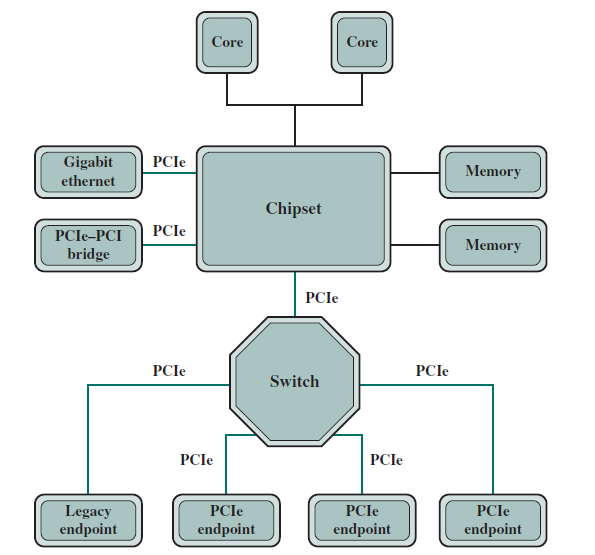 Core
Core
Gigabit
ethernet
PCIe
Chipset
Memory
PCIe–PCI
bridge
PCIe
Memory
PCIe
PCIe
Switch
PCIe
PCIe
PCIe
Legacy
endpoint
PCIe
endpoint
PCIe
endpoint
PCIe
endpoint